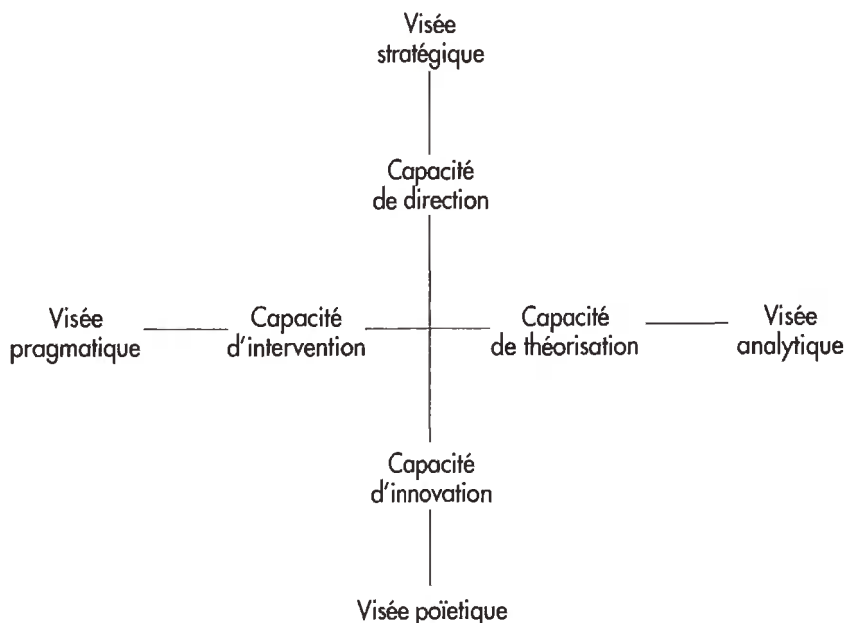 Visée
stratégique
Capacité
de direction
Visée
pragmatique
Capacité
d'intervention
Capacité
de théorisation
Visée
analytique
Capacité
d'innovation
Visée poïetique